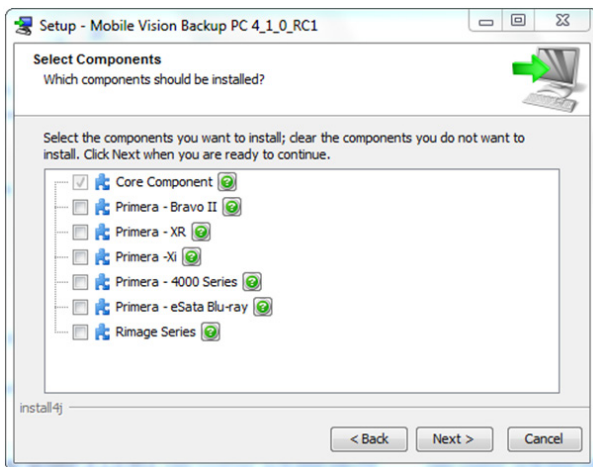 Setup - Mobile Vision Backup PC 4_1_0_RC1
Select Components
Which components should be installed?
Select the components you want to install; clear the components you do not want to
install. Click Next when you are ready to continue.
Core Component
Primera - Bravo II
Primera - XR
Primera -Xi
Primera - 4000 Series
Primera - eSata Blu-ray
Rimage Series
install4j
< Back Next > Cancel